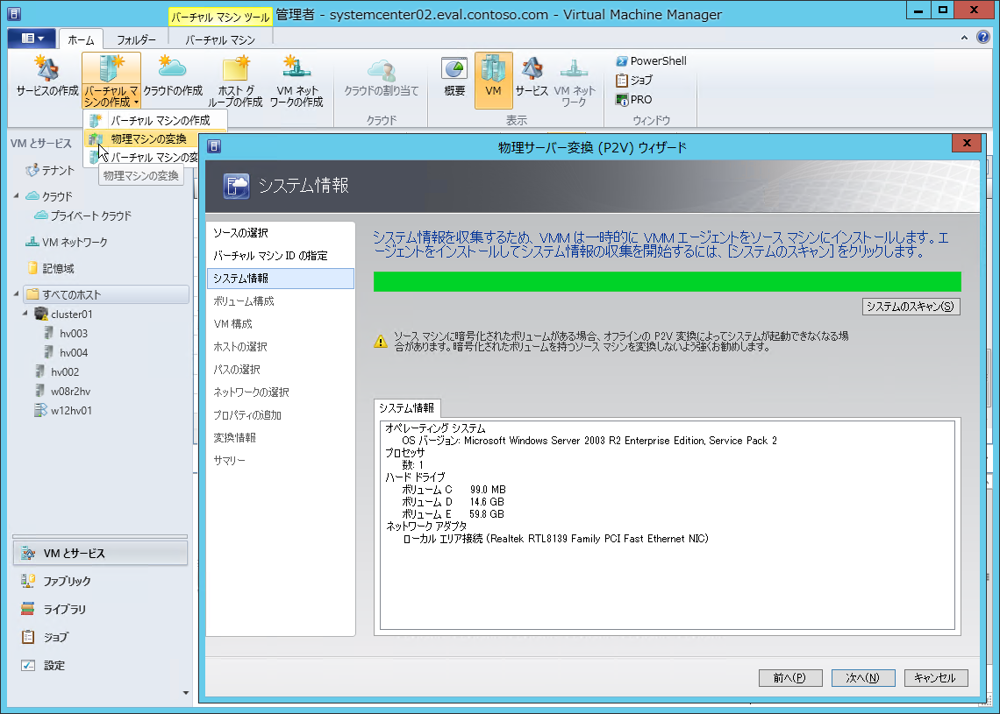 バーチャル マシン ツール
管理者 - systemcenter02.eval.contoso.com - Virtual Machine Manager
ホーム
フォルダー
バーチャル マシン
サービスの作成
バーチャル マ
シンの作成
クラウドの作成
ホスト グ
ループの作成
VM ネット
ワークの作成
クラウドの割り当て
クラウド
概要
VM
サービス
VM ネット
ワーク
表示
PowerShell
ジョブ
PRO
ウィンドウ
バーチャル マシンの作成
物理マシンの変換
バーチャル マシンの変
物理マシンの変換
VM とサービス
テナント
クラウド
プライベート クラウド
VM ネットワーク
記憶域
すべてのホスト
cluster01
hv003
hv004
hv002
w08r2hv
w12hv01
VM とサービス
ファブリック
ライブラリ
ジョブ
設定
物理サーバー変換 (P2V) ウィザード
システム情報
ソースの選択
バーチャル マシン ID の指定
システム情報
ボリューム構成
VM 構成
ホストの選択
パスの選択
ネットワークの選択
プロパティの追加
変換情報
サマリー
システム情報を収集するため、VMM は一時的に VMM エージェントをソース マシンにインストールします。エ
ージェントをインストールしてシステム情報の収集を開始するには、[システムのスキャン] をクリックします。
システムのスキャン(S)
ソース マシンに暗号化されたボリュームがある場合、オフラインの P2V 変換によってシステムが起動できなくなる場
合があります。暗号化されたボリュームを持つソース マシンを変換しないよう強くお勧めします。
システム情報
オペレーティング システム
OS バージョン: Microsoft Windows Server 2003 R2 Enterprise Edition, Service Pack 2
プロセッサ
数: 1
ハード ドライブ
ボリューム C 99.0 MB
ボリューム D 14.6 GB
ボリューム E 59.8 GB
ネットワーク アダプタ
ローカル エリア接続 (Realtek RTL8139 Family PCI Fast Ethernet NIC)
前へ(P)
次へ(N)
キャンセル